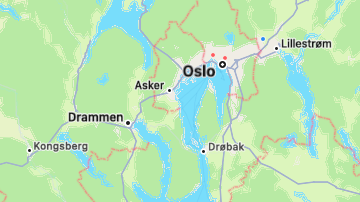 Lillestrøm
Oslo
Asker
Drammen
Kongsberg
Drøbak